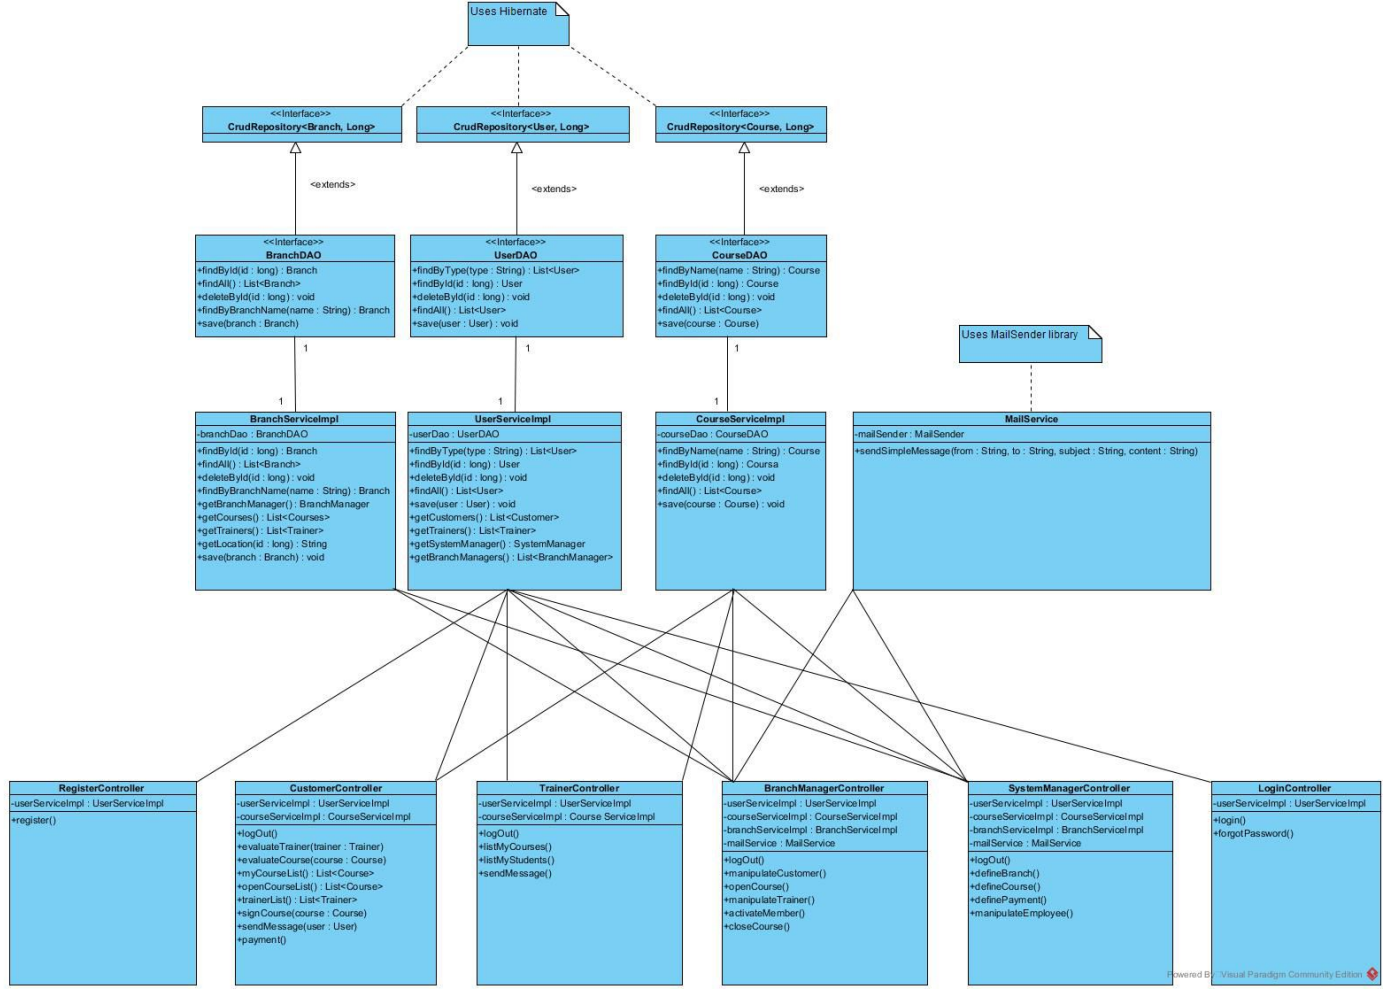 Uses Hibernate
<<Interface>>
CrudRepository<Branch, Long>
<<Interface>>
CrudRepository<User, Long>
<<Interface>>
CrudRepository<Course, Long>
<extends>
<extends>
<extends>
<<Interface>>
BranchDAO
+findById(id : long) : Branch
+findAll() : List<Branch>
+deleteById(id : long) : void
+findByBranchName(name : String) : Branch
+save(branch : Branch)
<<Interface>>
UserDAO
+findByType(type : String) : List<User>
+findById(id : long) : User
+deleteById(id : long) : void
+findAll() : List<User>
+save(user : User) : void
<<Interface>>
CourseDAO
+findByName(name : String) : Course
+findById(id : long) : Course
+deleteById(id : long) : void
+findAll() : List<Course>
+save(course : Course)
Uses MailSender library
1
1
1
1
1
1
BranchServiceImpl
-branchDao : BranchDAO
+findById(id : long) : Branch
+findAll() : List<Branch>
+deleteById(id : long) : void
+findByBranchName(name : String) : Branch
+getBranchManager() : BranchManager
+getCourses() : List<Courses>
+getTrainers() : List<Trainer>
+getLocation(id : long) : String
+save(branch : Branch) : void
UserServiceImpl
-userDao : UserDAO
+findByType(type : String) : List<User>
+findById(id : long) : User
+deleteById(id : long) : void
+findAll() : List<User>
+save(user : User) : void
+getCustomers() : List<Customer>
+getTrainers() : List<Trainer>
+getSystemManager() : SystemManager
+getBranchManagers() : List<BranchManager>
CourseServiceImpl
-courseDao : CourseDAO
+findByName(name : String) : Course
+findById(id : long) : Coursa
+deleteById(id : long) : void
+findAll() : List<Course>
+save(course : Course) : void
MailService
-mailSender : MailSender
+sendSimpleMessage(from : String, to : String, subject : String, content : String)
RegisterController
-userServiceImpl : UserServiceImpl
+register()
CustomerController
-userServiceImpl : UserServiceImpl
-courseServiceImpl : CourseServiceImpl
+logOut()
+evaluateTrainer(trainer : Trainer)
+evaluateCourse(course : Course)
+myCourseList() : List<Course>
+openCourseList() : List<Course>
+trainerList() : List<Trainer>
+signCourse(course : Course)
+sendMessage(user : User)
+payment()
TrainerController
-userServiceImpl : UserServiceImpl
-courseServiceImpl : Course ServiceImpl
+logOut()
+listMyCourses()
+listMyStudents()
+sendMessage()
BranchManagerController
-userServiceImpl : UserServiceImpl
-courseServiceImpl : CourseServiceImpl
-branchServiceImpl : BranchServiceImpl
-mailService : MailService
+logOut()
+manipulateCustomer()
+openCourse()
+manipulateTrainer()
+activateMember()
+closeCourse()
SystemManagerController
-userServiceImpl : UserServiceImpl
-courseServiceImpl : CourseServiceImpl
-branchServiceImpl : BranchServiceImpl
-mailService : MailService
+logOut()
+defineBranch()
+defineCourse()
+definePayment()
+manipulateEmployee()
LoginController
-userServiceImpl : UserServiceImpl
+login()
+forgotPassword()
Powered By Visual Paradigm Community Edition